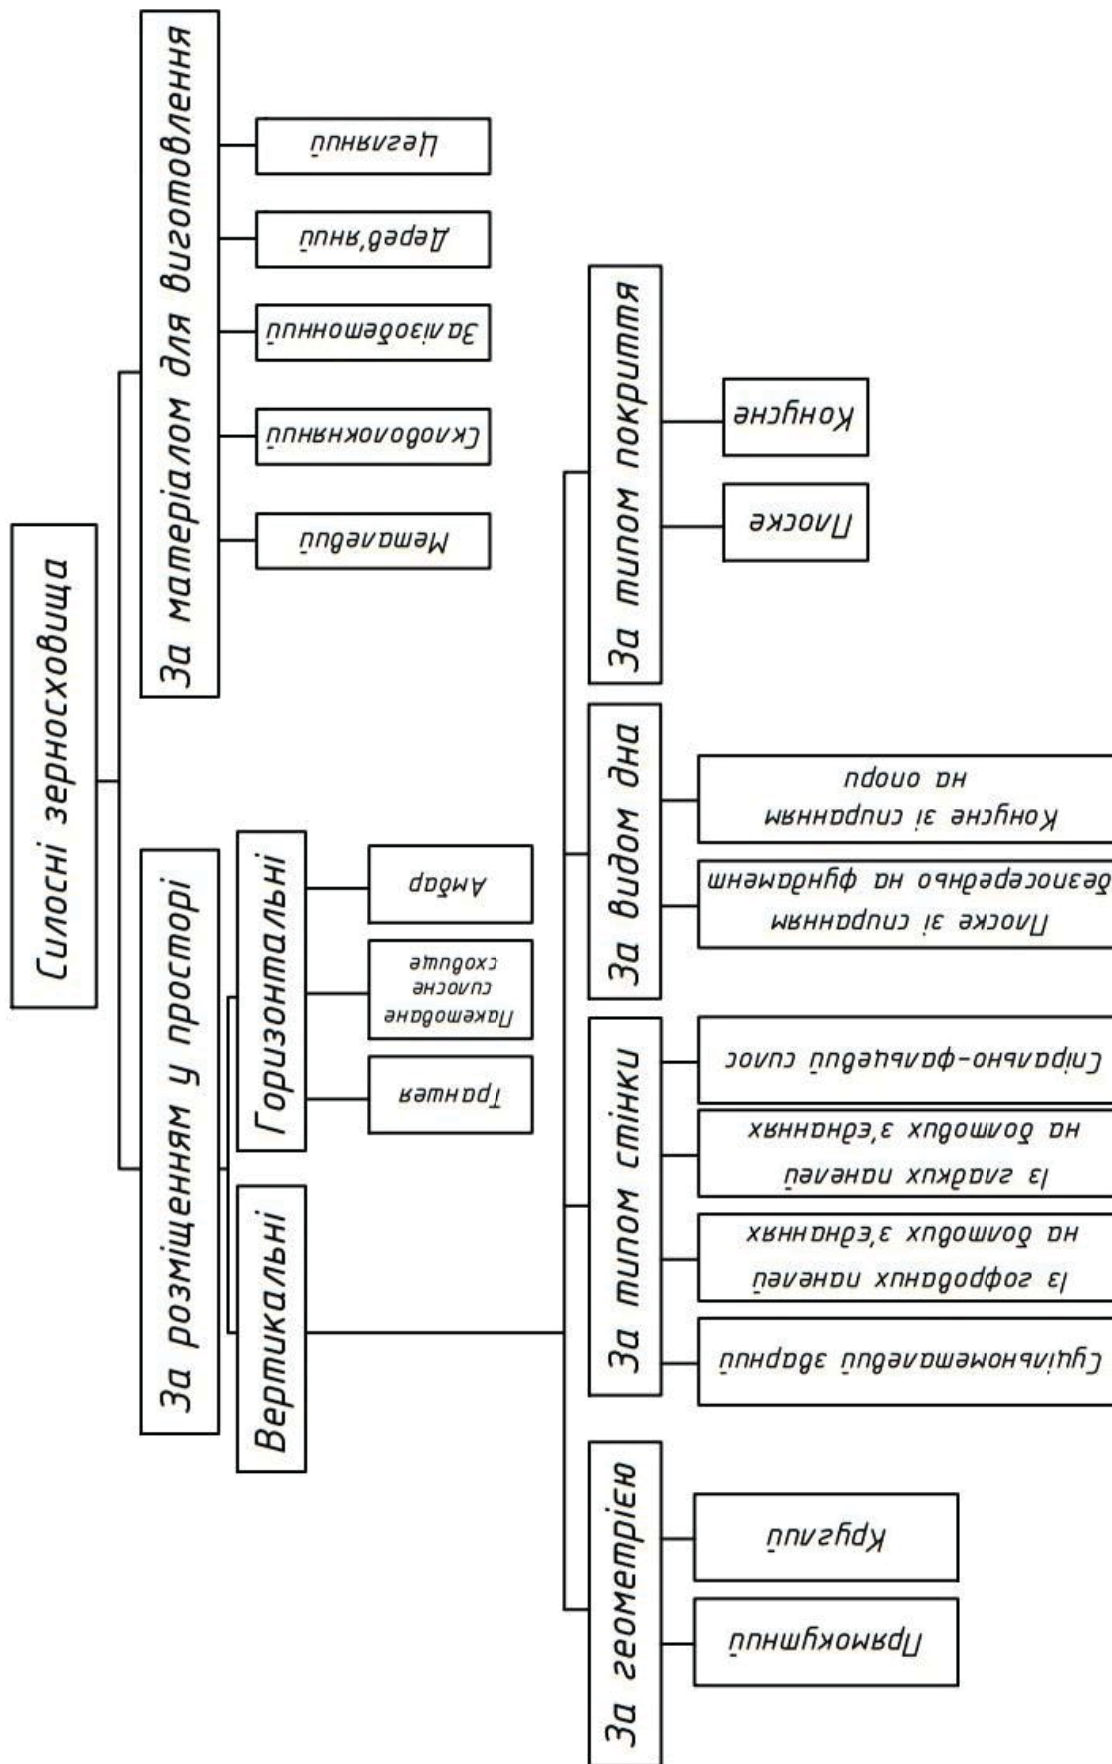 Силосні зерносховища
За розміщенням у просторі
За матеріалом для виготовлення
Вертикальні
Горизонтальні
Траншея
Пакетоване
силосне
сховище
Амбар
Металевий
Скловолокняний
Залізобетонний
Дерев'яний
Цегляний
За геометрією
За типом стінки
За видом дна
За типом покриття
Прямокутний
Круглий
Суцільнометалевий зварний
Із гофрованих панелей
на болтових з'єднаннях
Із гладких панелей
на болтових з'єднаннях
Спірально-фальцевий силос
Плоске зі спиранням
безпосередньо на фундамент
Конусне зі спиранням
на опори
Плоске
Конусне